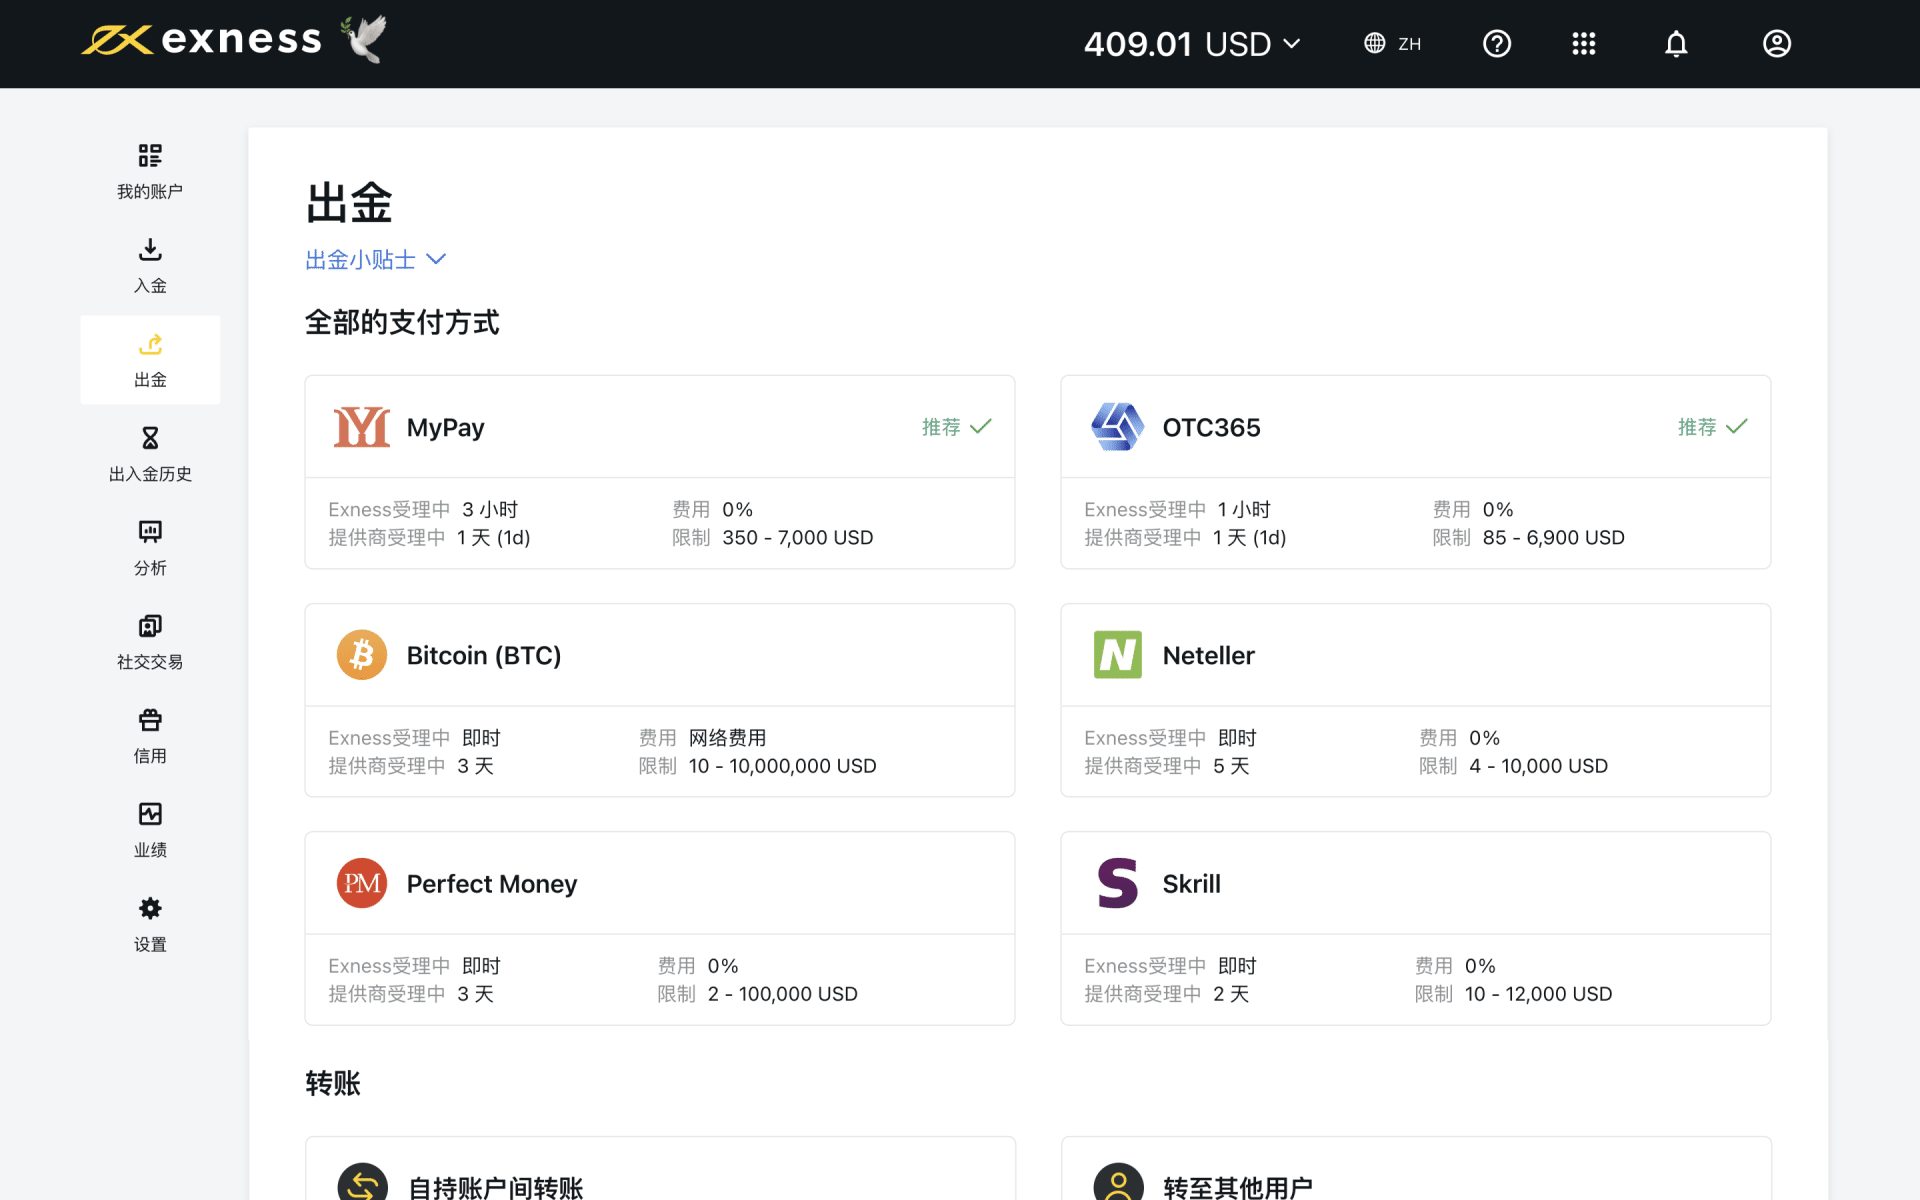 exness
409.01 USD
ZH
我的账户
入金
出金
出入金历史
分析
社交交易
信用
业绩
设置
出金
出金小贴士
全部的支付方式
MyPay
推荐
Exness受理中 3 小时
费用 0%
提供商受理中 1 天 (1d)
限制 350 - 7,000 USD
OTC365
推荐
Exness受理中 1 小时
费用 0%
提供商受理中 1 天 (1d)
限制 85 - 6,900 USD
Bitcoin (BTC)
Exness受理中 即时
费用 网络费用
提供商受理中 3 天
限制 10 - 10,000,000 USD
Neteller
Exness受理中 即时
费用 0%
提供商受理中 5 天
限制 4 - 10,000 USD
PM
Perfect Money
Exness受理中 即时
费用 0%
提供商受理中 3 天
限制 2 - 100,000 USD
Skrill
Exness受理中 即时
费用 0%
提供商受理中 2 天
限制 10 - 12,000 USD
转账
自持账户间转账
转至其他用户